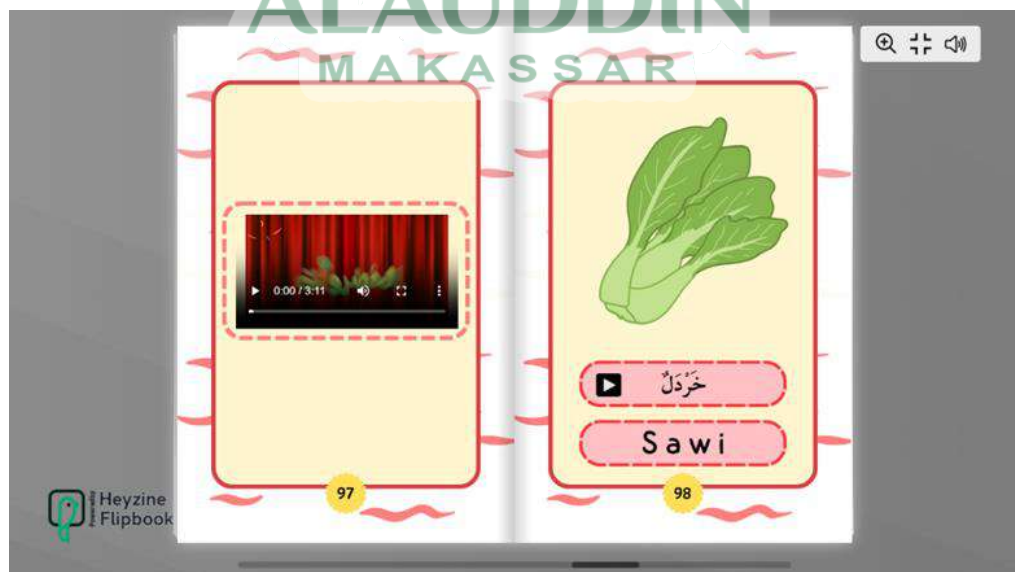 ALAUDDIN
MAKASSAR
0:00 / 3:11
خَرْدَلٌ
Sawi
97
98
Heyzine
Flipbook